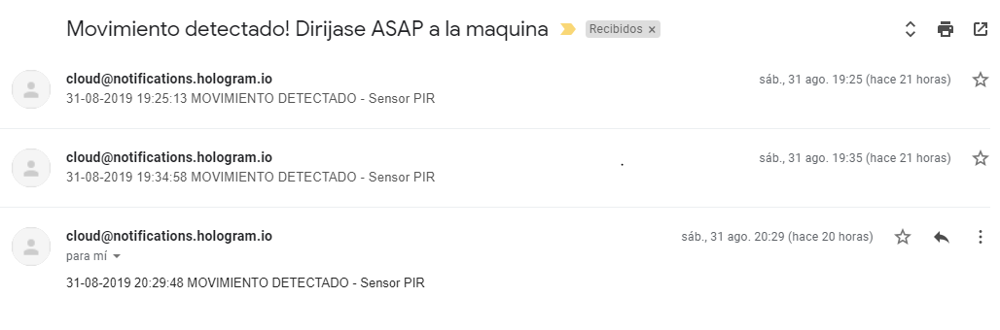 Movimiento detectado! Dirijase ASAP a la maquina Recibidos ×
cloud@notifications.hologram.io sáb., 31 ago. 19:25 (hace 21 horas)
31-08-2019 19:25:13 MOVIMIENTO DETECTADO - Sensor PIR
cloud@notifications.hologram.io sáb., 31 ago. 19:35 (hace 21 horas)
31-08-2019 19:34:58 MOVIMIENTO DETECTADO - Sensor PIR
cloud@notifications.hologram.io sáb., 31 ago. 20:29 (hace 20 horas)
para mí
31-08-2019 20:29:48 MOVIMIENTO DETECTADO - Sensor PIR